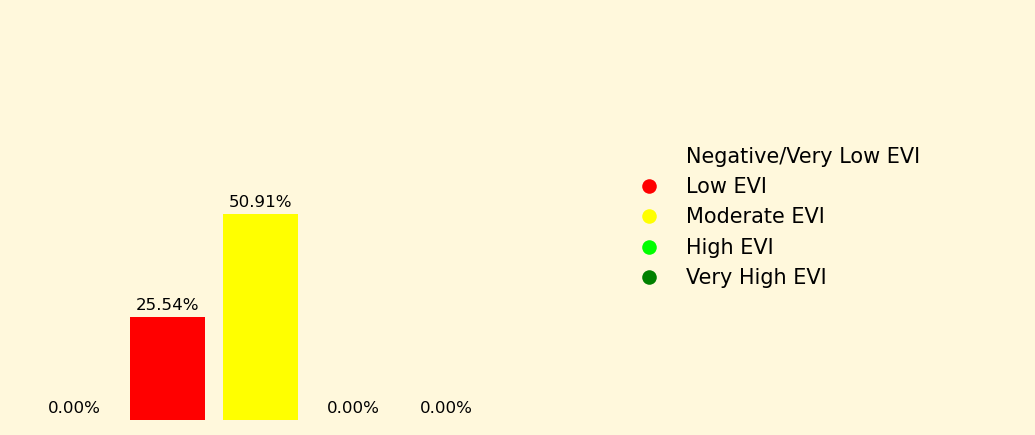 50.91%
25.54%
0.00%
0.00%
0.00%
Negative/Very Low EVI
Low EVI
Moderate EVI
High EVI
Very High EVI